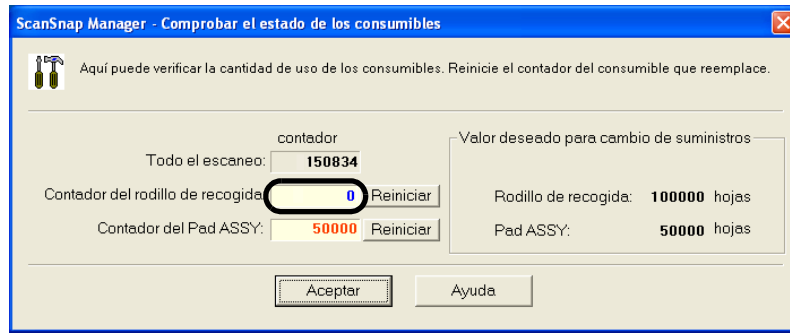 ScanSnap Manager - Comprobar el estado de los consumibles
Aquí puede verificar la cantidad de uso de los consumibles. Reinicie el contador del consumible que reemplace.
contador
Todo el escaneo: 150834
Contador del rodillo de recogida 0 Reiniciar
Contador del Pad ASSY: 50000 Reiniciar
Valor deseado para cambio de suministros
Rodillo de recogida: 100000 hojas
Pad ASSY: 50000 hojas
Aceptar Ayuda